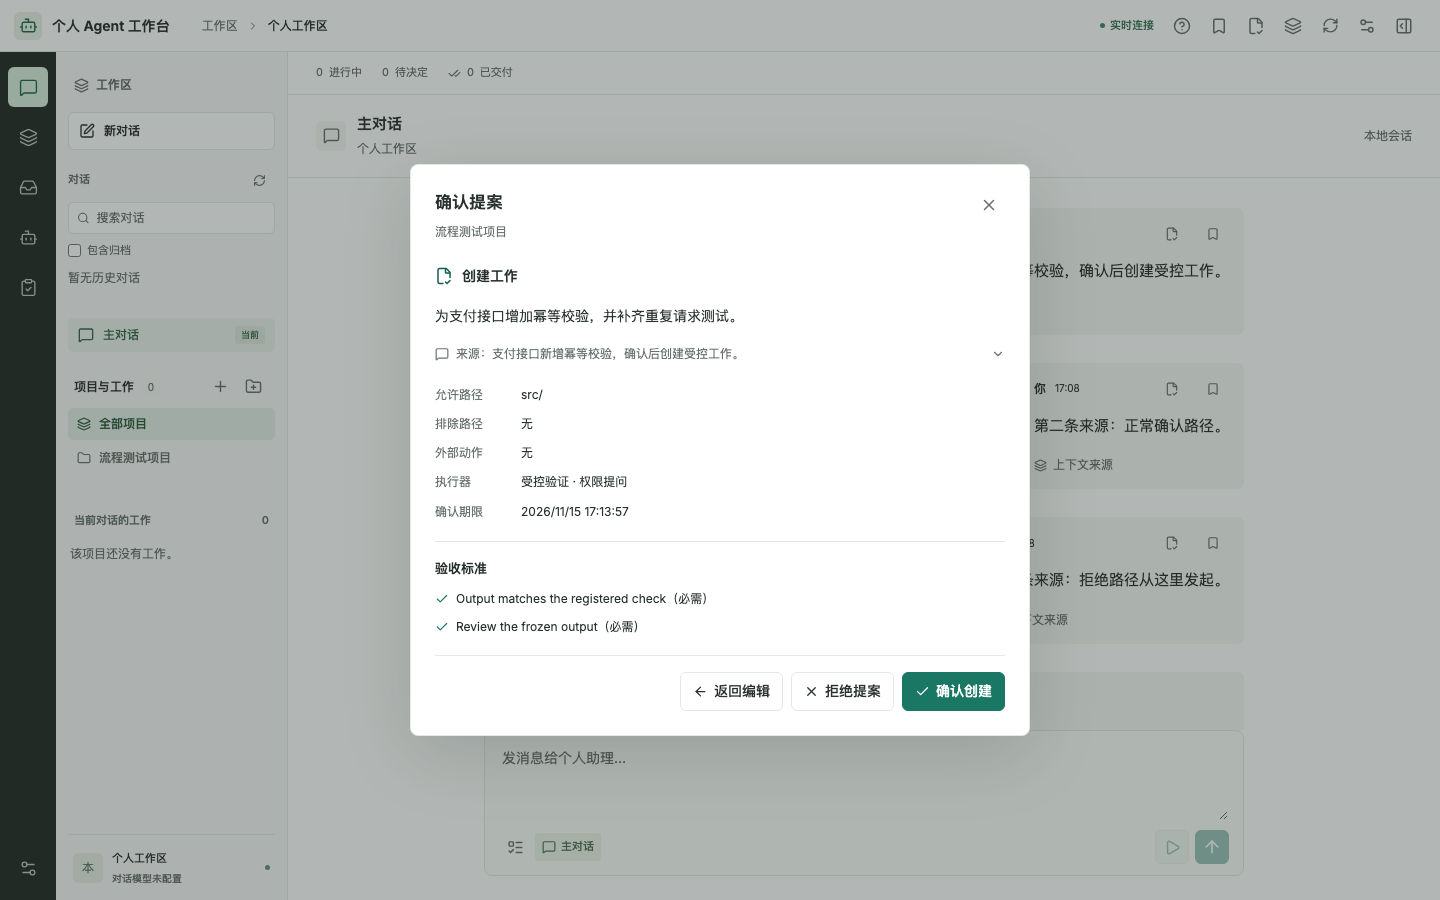 个人 Agent 工作台
工作区 › 个人工作区
实时连接
工作区
新对话
对话
搜索对话
包含归档
暂无历史对话
主对话 当前
项目与工作 0
全部项目
流程测试项目
当前对话的工作 0
该项目还没有工作。
本
个人工作区
对话模型未配置
0 进行中 0 待决定 0 已交付
主对话
个人工作区
本地会话
校验，确认后创建受控工作。
你 17:08
第二条来源：正常确认路径。
上下文来源
8
来源：拒绝路径从这里发起。
下文来源
确认提案
流程测试项目
创建工作
为支付接口增加幂等校验，并补齐重复请求测试。
来源：支付接口新增幂等校验，确认后创建受控工作。
允许路径 src/
排除路径 无
外部动作 无
执行器 受控验证 · 权限提问
确认期限 2026/11/15 17:13:57
验收标准
Output matches the registered check（必需）
Review the frozen output（必需）
返回编辑 拒绝提案 确认创建
发消息给个人助理...
主对话